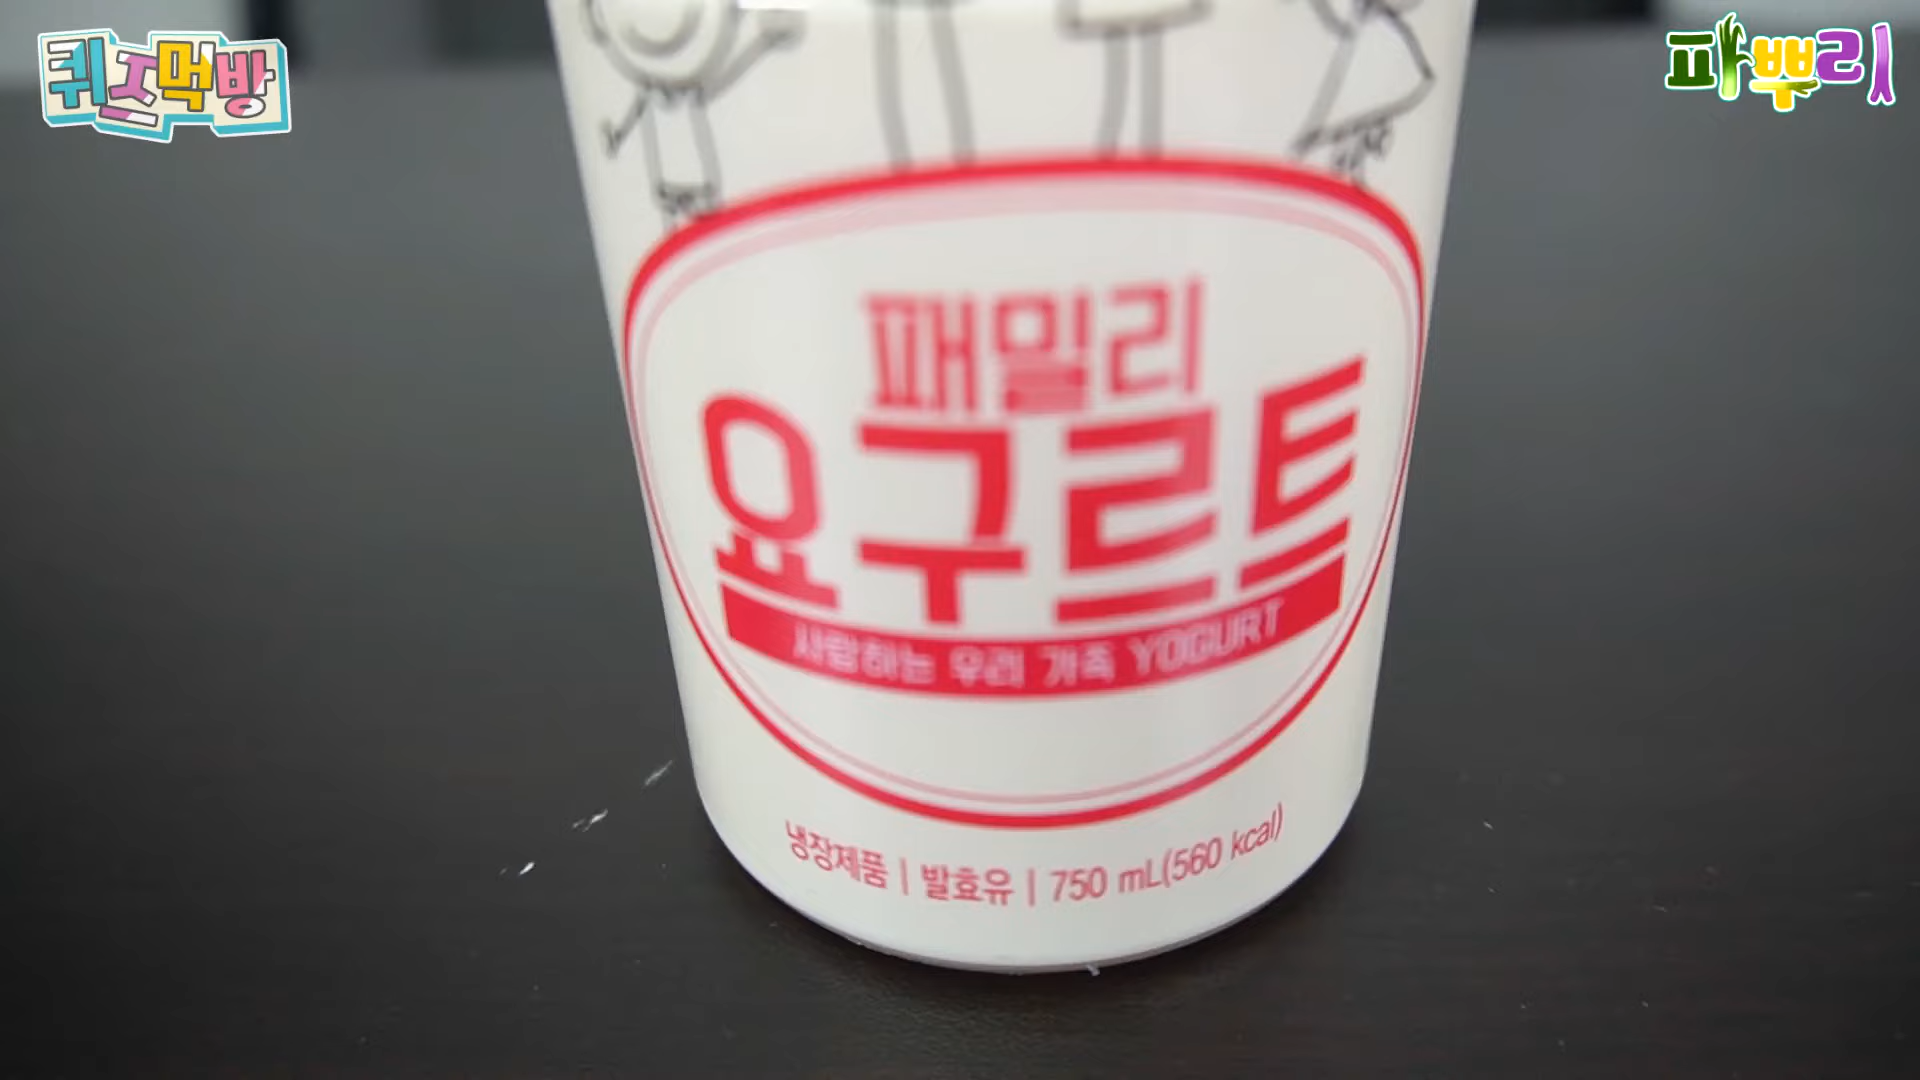 퀴즈먹방
파뿌리
패밀리
요구르트
사랑하는 우리 가족 YOGURT
냉장제품 | 발효유 | 750 mL(560 kcal)